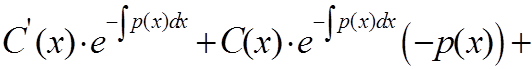 C'(x)·e^{-∫p(x)dx} + C(x)·e^{-∫p(x)dx}(-p(x)) +